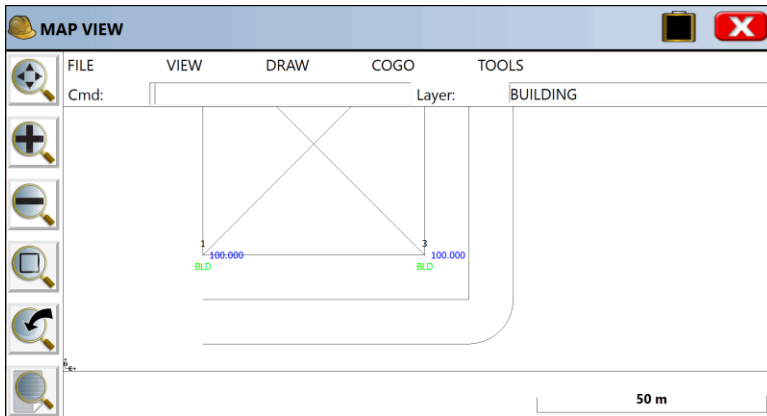 MAP VIEW
FILE VIEW DRAW COGO TOOLS
Cmd: Layer: BUILDING
1 3
100.000 100.000
BLD BLD
50 m